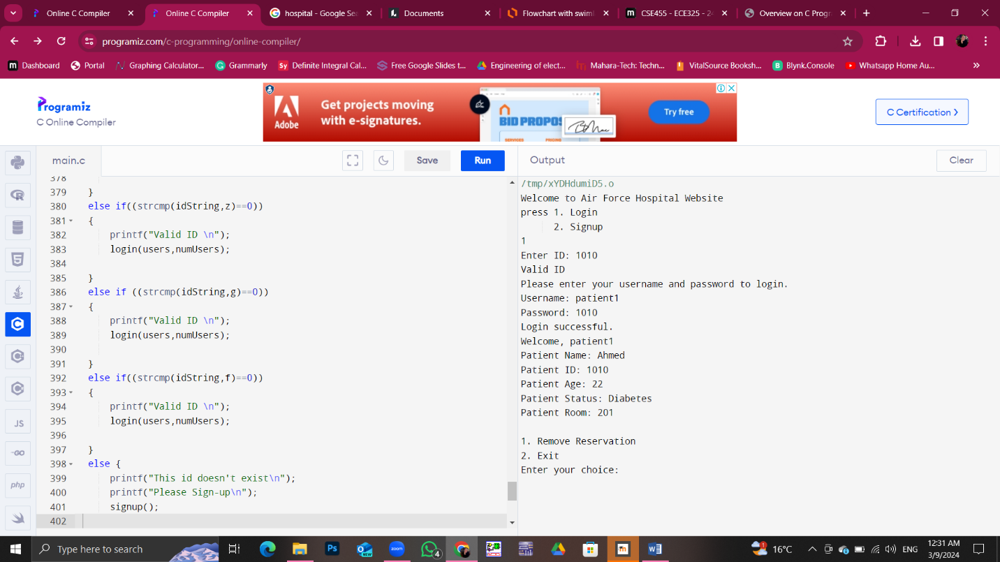 Online C Compiler
Online C Compiler
hospital - Google Sea
Documents
Flowchart with swiml
CSE455 - ECE325 - 24
Overview on C Progr
programiz.com/c-programming/online-compiler/
Dashboard
Portal
Graphing Calculator...
Grammarly
Sy Definite Integral Cal...
Free Google Slides t...
Engineering of elect...
Mahara-Tech: Techn...
VitalSource Booksh...
Blynk.Console
Whatsapp Home Au...
Programiz
C Online Compiler
Adobe
Get projects moving
with e-signatures.
BID PROPOS
SERVICES
Try free
C Certification >
main.c
Save
Run
Output
Clear
378
379 }
380 else if((strcmp(idString,z)==0))
381 {
382 printf("Valid ID \n");
383 login(users,numUsers);
384
385 }
386 else if ((strcmp(idString,g)==0))
387 {
388 printf("Valid ID \n");
389 login(users,numUsers);
390
391 }
392 else if((strcmp(idString,f)==0))
393 {
394 printf("Valid ID \n");
395 login(users,numUsers);
396
397 }
398 else {
399 printf("This id doesn't exist\n");
400 printf("Please Sign-up\n");
401 signup();
402
/tmp/xYDHdumiD5.o
Welcome to Air Force Hospital Website
press 1. Login
2. Signup
1
Enter ID: 1010
Valid ID
Please enter your username and password to login.
Username: patient1
Password: 1010
Login successful.
Welcome, patient1
Patient Name: Ahmed
Patient ID: 1010
Patient Age: 22
Patient Status: Diabetes
Patient Room: 201
1. Remove Reservation
2. Exit
Enter your choice:
JS
GO
php
Type here to search
Ps
NEW
zoom
4
1
16°C
ENG
12:31 AM
3/9/2024